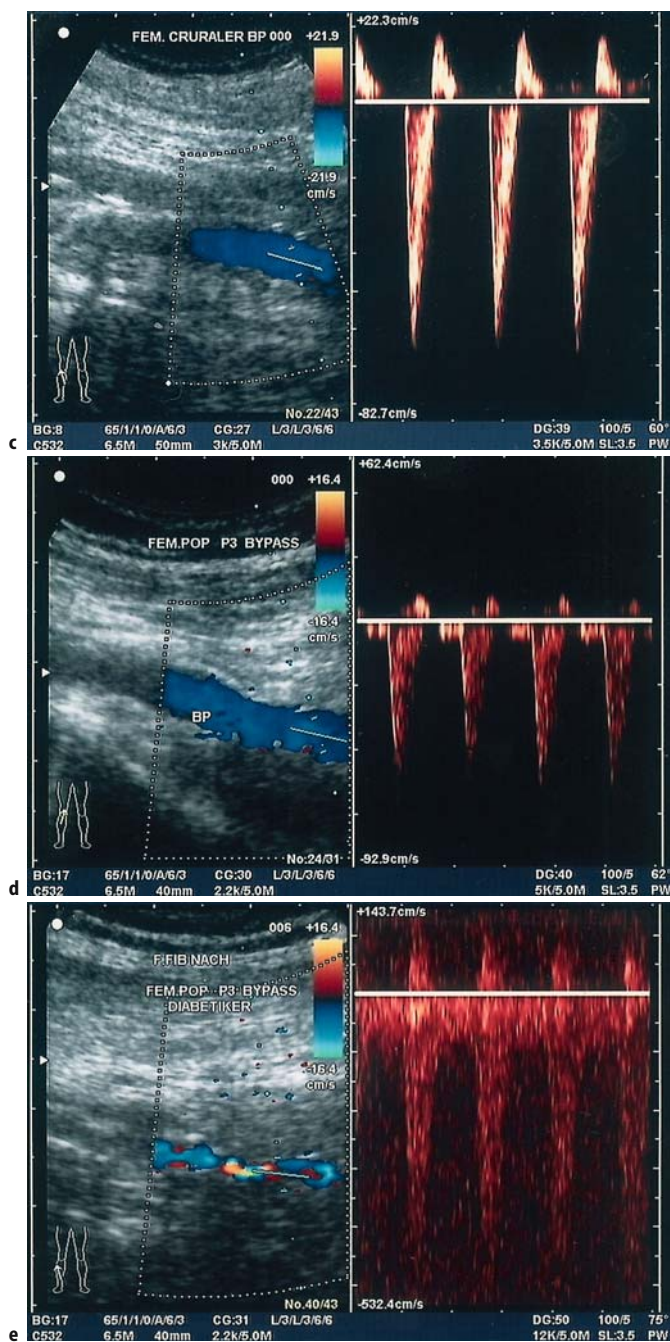 FEM. CRURALER BP 000
+21.9
-21.9
cm/s
+22.3cm/s
-82.7cm/s
No.22/43
BG:8 65/1/1/0/A/6/3 CG:27 L/3/L/3/6/6 DG:39 100/5 60°
C532 6.5M 50mm 3k/5.0M 3.5K/5.0M SL:3.5 PW
c
000 +16.4
FEM.POP P3 BYPASS
-16.4
cm/s
BP
+62.4cm/s
-92.9cm/s
No:24/31
BG:17 65/1/1/0/A/6/3 CG:30 L/3/L/3/6/6 DG:40 100/5 62°
C532 6.5M 40mm 2.2k/5.0M 5K/5.0M SL:3.5 PW
d
006 +16.4
F.FIB.NACH
FEM.POP P3 BYPASS
DIABETIKER
-16.4
cm/s
+143.7cm/s
-532.4cm/s
No.40/43
BG:17 65/1/1/0/A/6/3 CG:31 L/3/L/3/6/6 DG:50 100/5 75°
C532 6.5M 40mm 2.2k/5.0M 12K/5.0M SL:3.5 PW
e